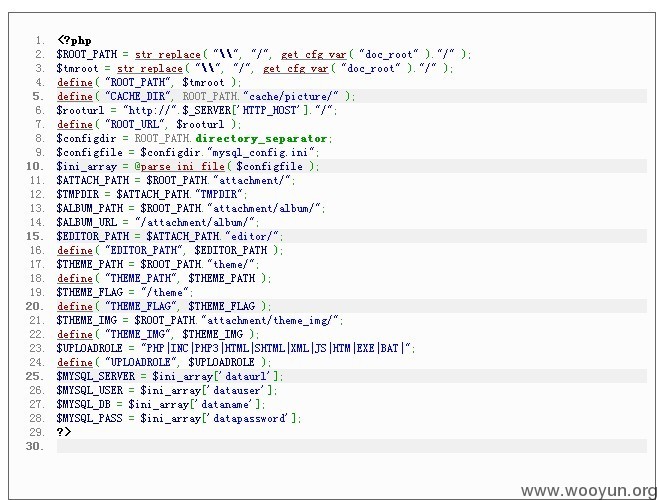 1. <?php
2. $ROOT_PATH = str_replace( "\\", "/", get_cfg_var( "doc_root" )."/" );
3. $tmroot = str_replace( "\\", "/", get_cfg_var( "doc_root" )."/" );
4. define( "ROOT_PATH", $tmroot );
5. define( "CACHE_DIR", ROOT_PATH."cache/picture/" );
6. $rooturl = "http://".$_SERVER['HTTP_HOST']."/";
7. define( "ROOT_URL", $rooturl );
8. $configdir = ROOT_PATH.directory_separator;
9. $configfile = $configdir."mysql_config.ini";
10. $ini_array = @parse_ini_file( $configfile );
11. $ATTACH_PATH = $ROOT_PATH."attachment/";
12. $TMPDIR = $ATTACH_PATH."TMPDIR";
13. $ALBUM_PATH = $ROOT_PATH."attachment/album/";
14. $ALBUM_URL = "/attachment/album/";
15. $EDITOR_PATH = $ATTACH_PATH."editor/";
16. define( "EDITOR_PATH", $EDITOR_PATH );
17. $THEME_PATH = $ROOT_PATH."theme/";
18. define( "THEME_PATH", $THEME_PATH );
19. $THEME_FLAG = "/theme";
20. define( "THEME_FLAG", $THEME_FLAG );
21. $THEME_IMG = $ROOT_PATH."attachment/theme_img/";
22. define( "THEME_IMG", $THEME_IMG );
23. $UPLOADROLE = "PHP|INC|PHP3|HTML|SHTML|XML|JS|HTM|EXE|BAT|";
24. define( "UPLOADROLE", $UPLOADROLE );
25. $MYSQL_SERVER = $ini_array['dataurl'];
26. $MYSQL_USER = $ini_array['datauser'];
27. $MYSQL_DB = $ini_array['dataname'];
28. $MYSQL_PASS = $ini_array['datapassword'];
29. ?>
30.
www.wooyun.org